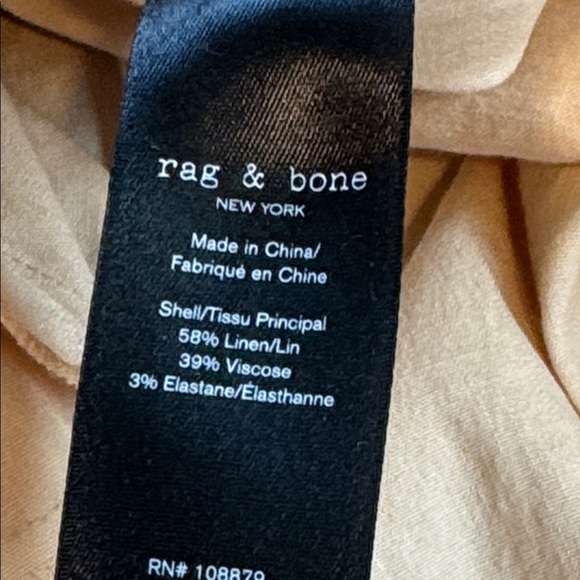 rag & bone
NEW YORK
Made in China/
Fabriqué en Chine
Shell/Tissu Principal
58% Linen/Lin
39% Viscose
3% Elastane/Élasthanne
RN# 108879